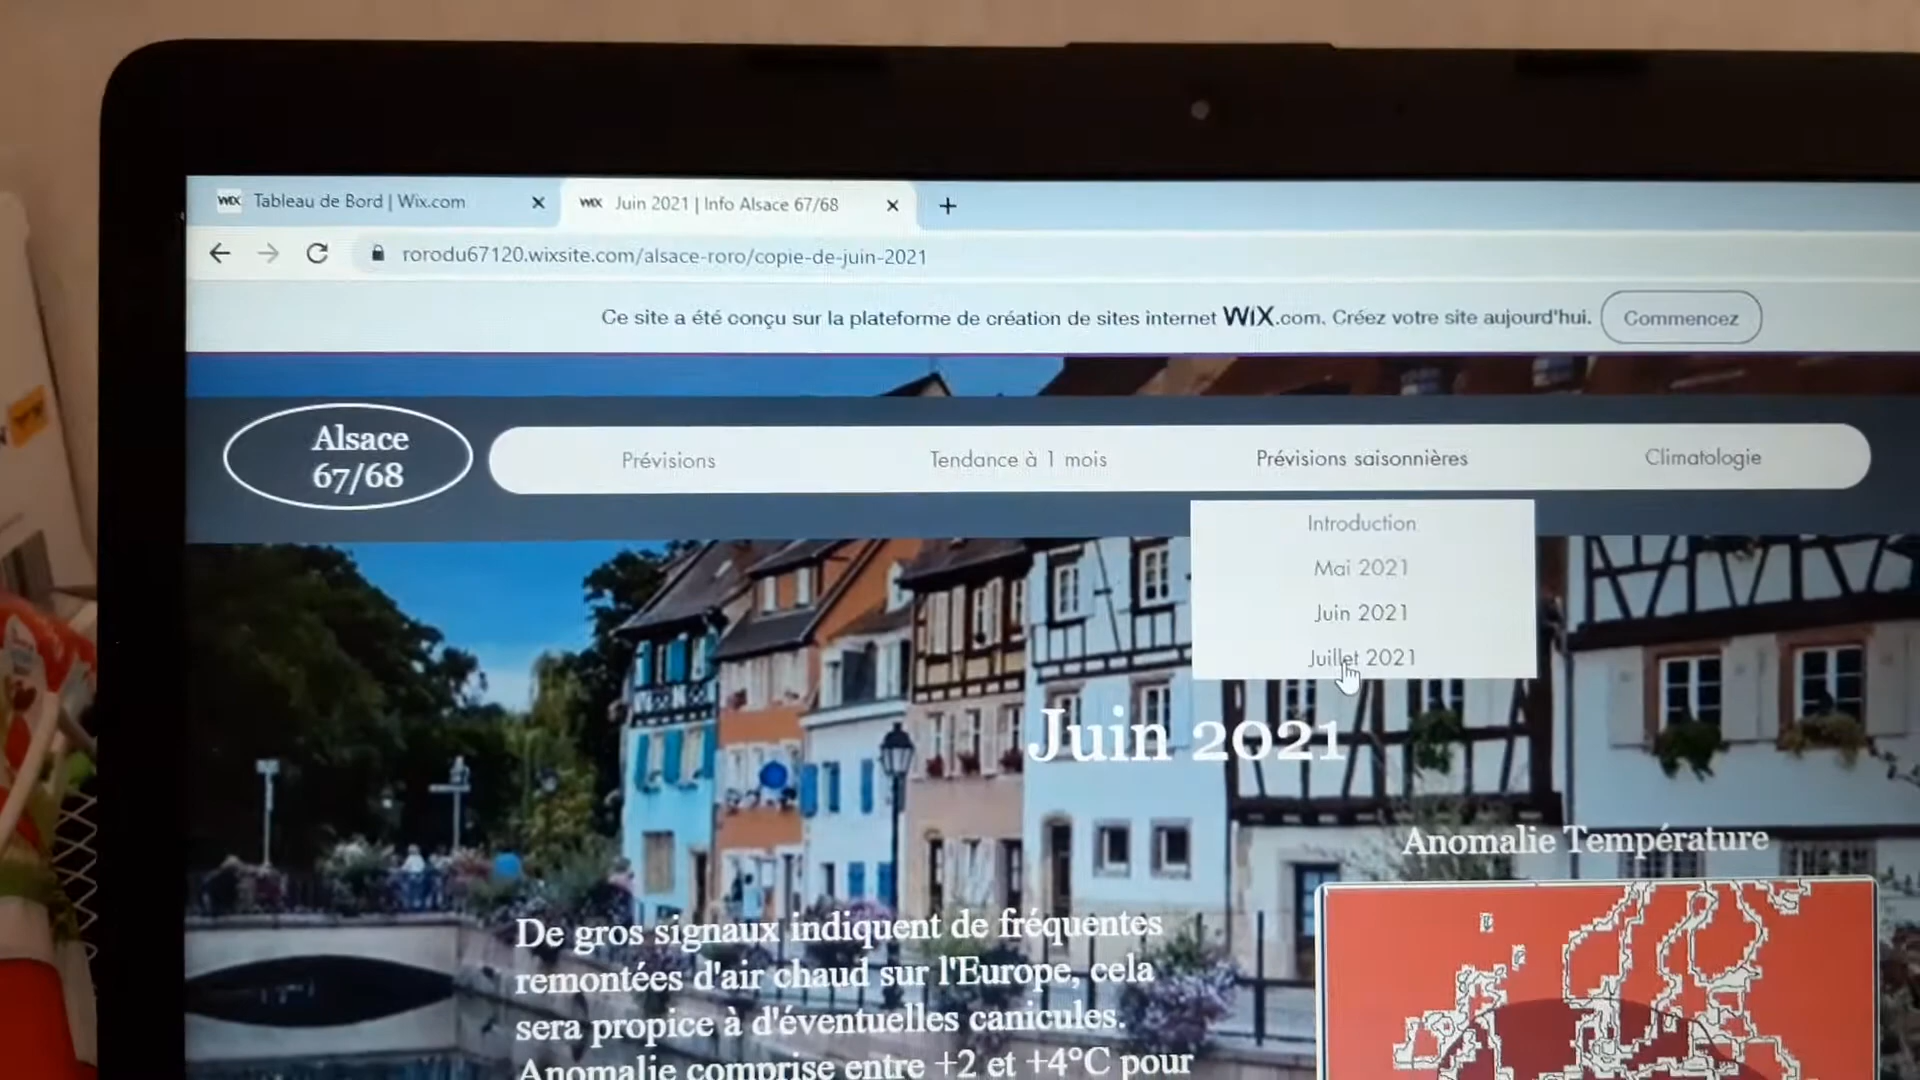 WIX Tableau de Bord | Wix.com
WIX Juin 2021 | Info Alsace 67/68
rorodu67120.wixsite.com/alsace-roro/copie-de-juin-2021
Ce site a été conçu sur la plateforme de création de sites internet WIX.com. Créez votre site aujourd'hui.
Commencez
Alsace
67/68
Prévisions
Tendance à 1 mois
Prévisions saisonnières
Climatologie
Introduction
Mai 2021
Juin 2021
Juillet 2021
Juin 2021
Anomalie Température
De gros signaux indiquent de fréquentes
remontées d'air chaud sur l'Europe, cela
sera propice à d'éventuelles canicules.
Anomalie comprise entre +2 et +4°C pour